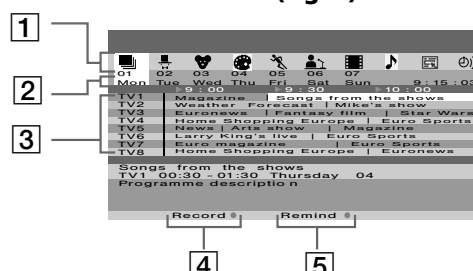 1
01 02 03 04 05 06 07
2
Mon Tue Wed Thu Fri Sat Sun 9:15:03
9:00 9:30 10:00
TV1 Magazine Songs from the shows
TV2 Weather Forecast | Mike's show
3
TV3 Euronews | Fantasy film | Star Wars
TV4 Home Shopping Europe | Euro Sports
TV5 News | Arts show | Magazine
TV6 Larry King's live | Euro Sports
TV7 Euro magazine | Euro Sports
TV8 Home Shopping Europe | Euronews
Songs from the shows
TV1 00:30 - 01:30 Thursday 04
Programme description
Record Remind
4 5